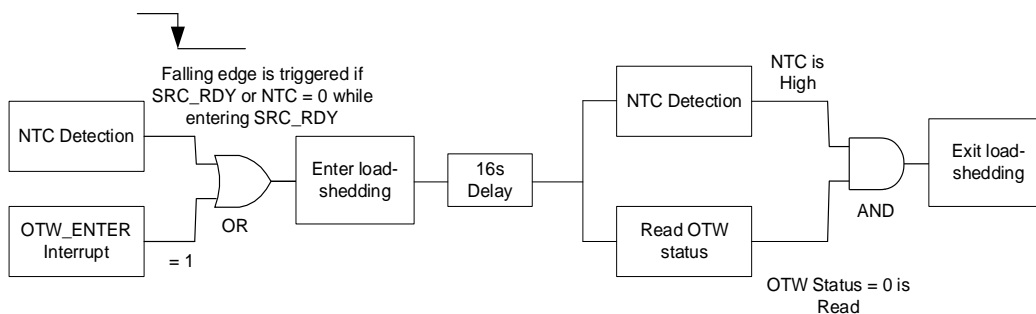 Falling edge is triggered if
SRC_RDY or NTC = 0 while
entering SRC_RDY
NTC Detection
OTW_ENTER
Interrupt
= 1
OR
Enter load-
shedding
16s
Delay
NTC Detection
NTC is
High
Read OTW
status
OTW Status = 0 is
Read
AND
Exit load-
shedding